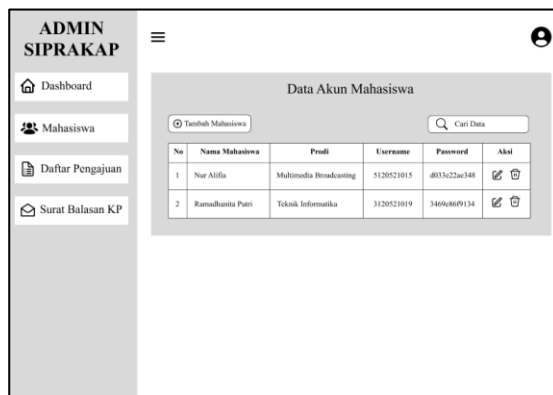 ADMIN
SIPRAKAP
Dashboard
Mahasiswa
Daftar Pengajuan
Surat Balasan KP
Data Akun Mahasiswa
Tambah Mahasiswa
Cari Data
No Nama Mahasiswa Prodi Username Password Aksi
1 Nur Alifia Multimedia Broadcasting 5120521015 d033e22ae348
2 Ramadhanita Putri Teknik Informatika 3120521019 3469e86f9134